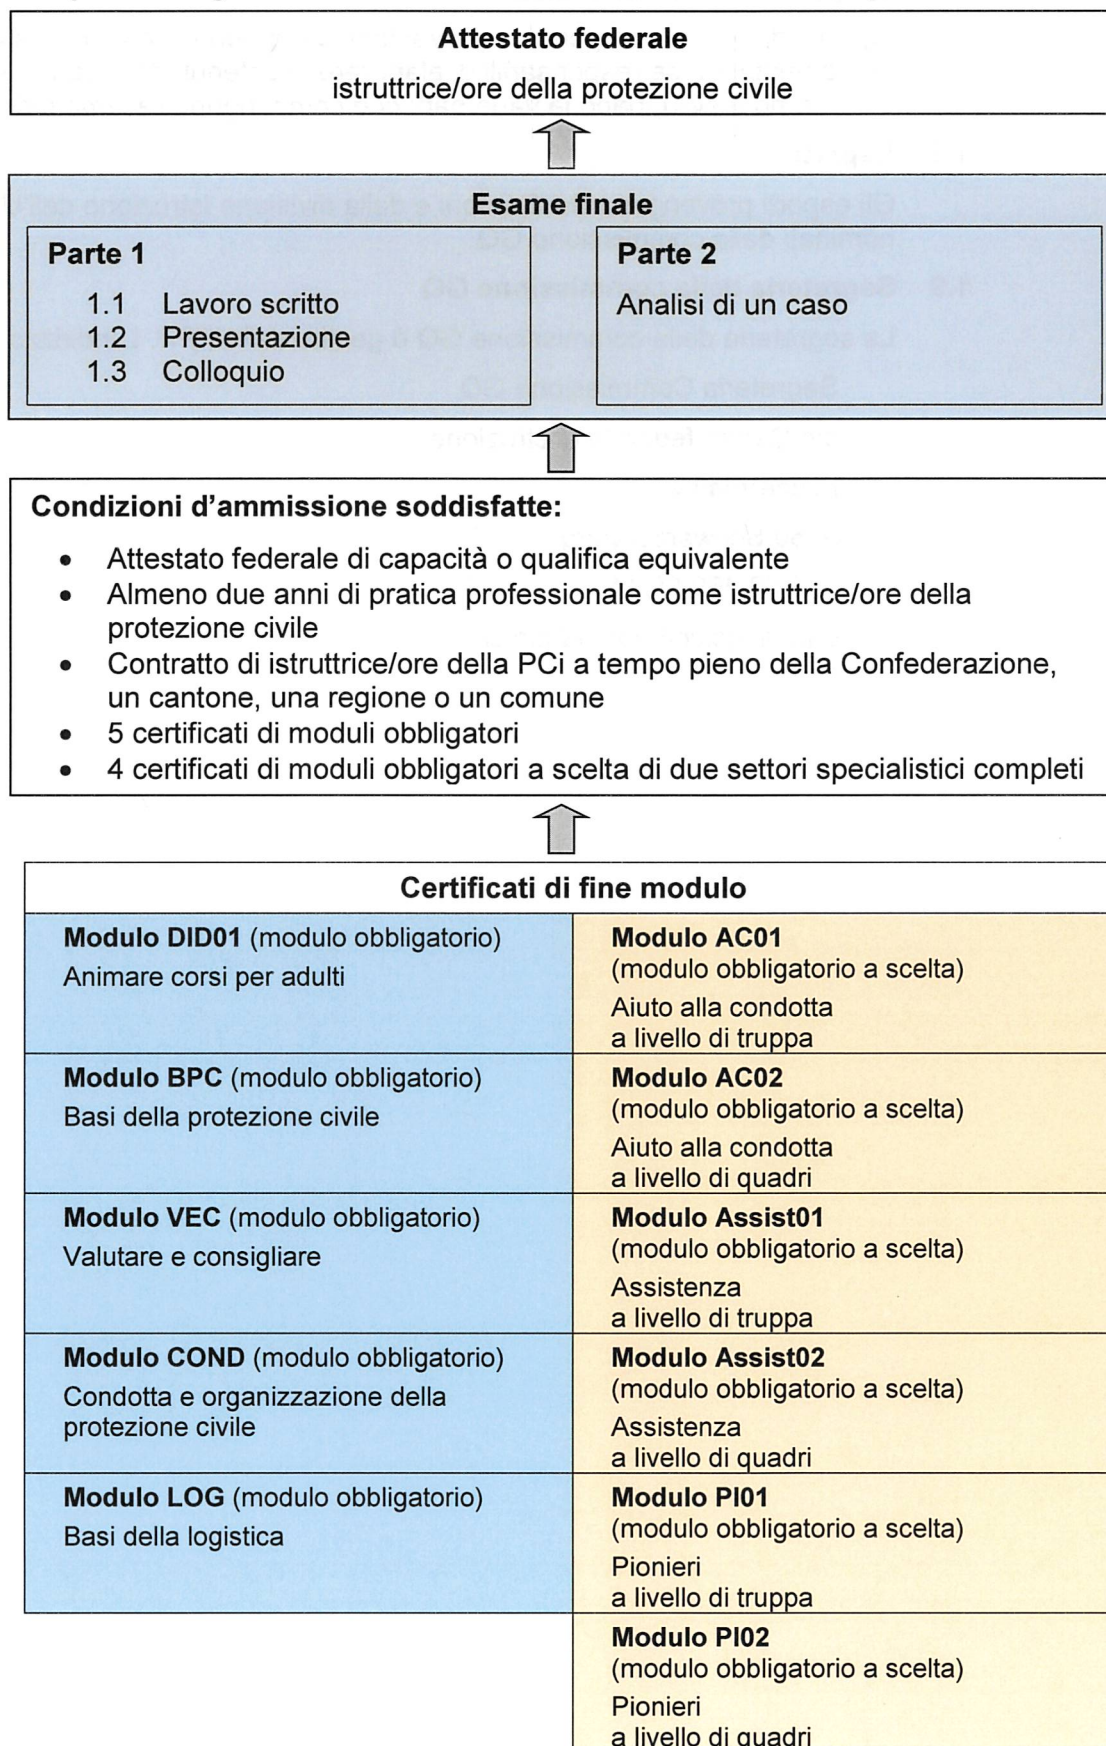 Attestato federale
istruttrice/ore della protezione civile
Esame finale
Parte 1
1.1 Lavoro scritto
1.2 Presentazione
1.3 Colloquio
Parte 2
Analisi di un caso
Condizioni d’ammissione soddisfatte:
• Attestato federale di capacità o qualifica equivalente
• Almeno due anni di pratica professionale come istruttrice/ore della
protezione civile
• Contratto di istruttrice/ore della PCi a tempo pieno della Confederazione,
un cantone, una regione o un comune
• 5 certificati di moduli obbligatori
• 4 certificati di moduli obbligatori a scelta di due settori specialistici completi
Certificati di fine modulo
Modulo DID01 (modulo obbligatorio)
Animare corsi per adulti
Modulo AC01
(modulo obbligatorio a scelta)
Aiuto alla condotta
a livello di truppa
Modulo BPC (modulo obbligatorio)
Basi della protezione civile
Modulo AC02
(modulo obbligatorio a scelta)
Aiuto alla condotta
a livello di quadri
Modulo VEC (modulo obbligatorio)
Valutare e consigliare
Modulo Assist01
(modulo obbligatorio a scelta)
Assistenza
a livello di truppa
Modulo COND (modulo obbligatorio)
Condotta e organizzazione della
protezione civile
Modulo Assist02
(modulo obbligatorio a scelta)
Assistenza
a livello di quadri
Modulo LOG (modulo obbligatorio)
Basi della logistica
Modulo PI01
(modulo obbligatorio a scelta)
Pionieri
a livello di truppa
Modulo PI02
(modulo obbligatorio a scelta)
Pionieri
a livello di quadri